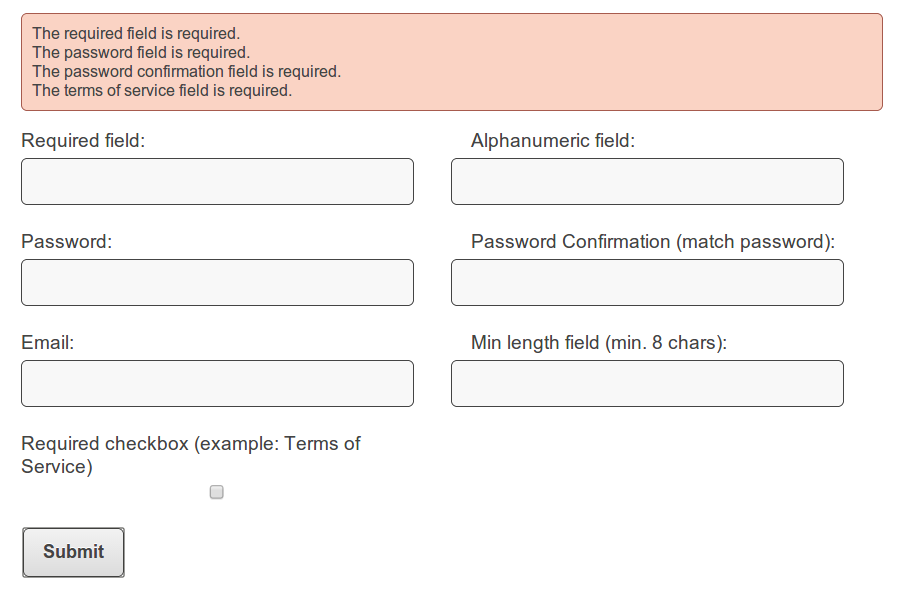 The required field is required.
The password field is required.
The password confirmation field is required.
The terms of service field is required.
Required field:
Alphanumeric field:
Password:
Password Confirmation (match password):
Email:
Min length field (min. 8 chars):
Required checkbox (example: Terms of
Service)
Submit